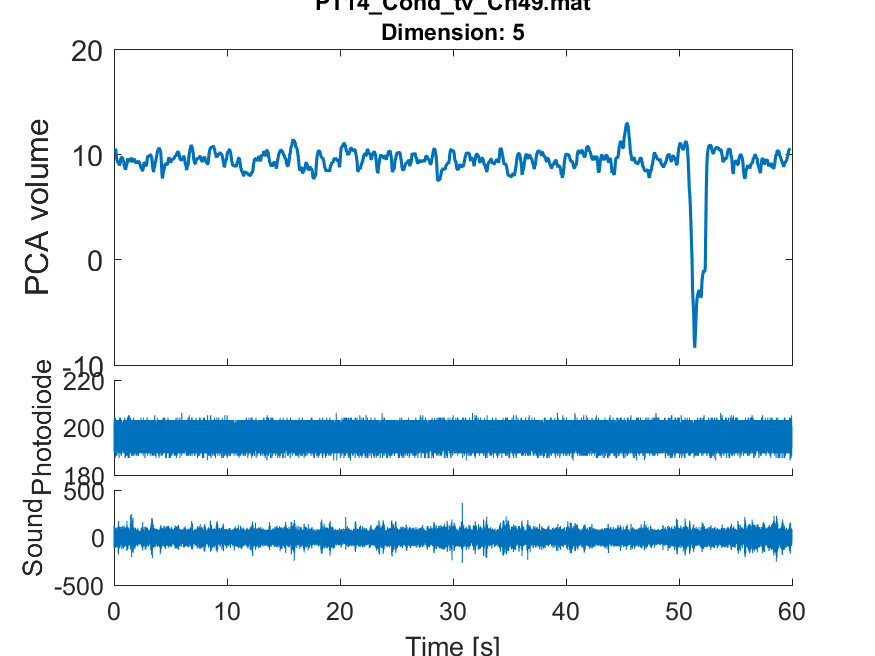 PT14_Cond_tv_Ch49.mat
Dimension: 5
20
10
0
-10
PCA volume
220
200
180
Photodiode
500
0
-500
Sound
0 10 20 30 40 50 60
Time [s]